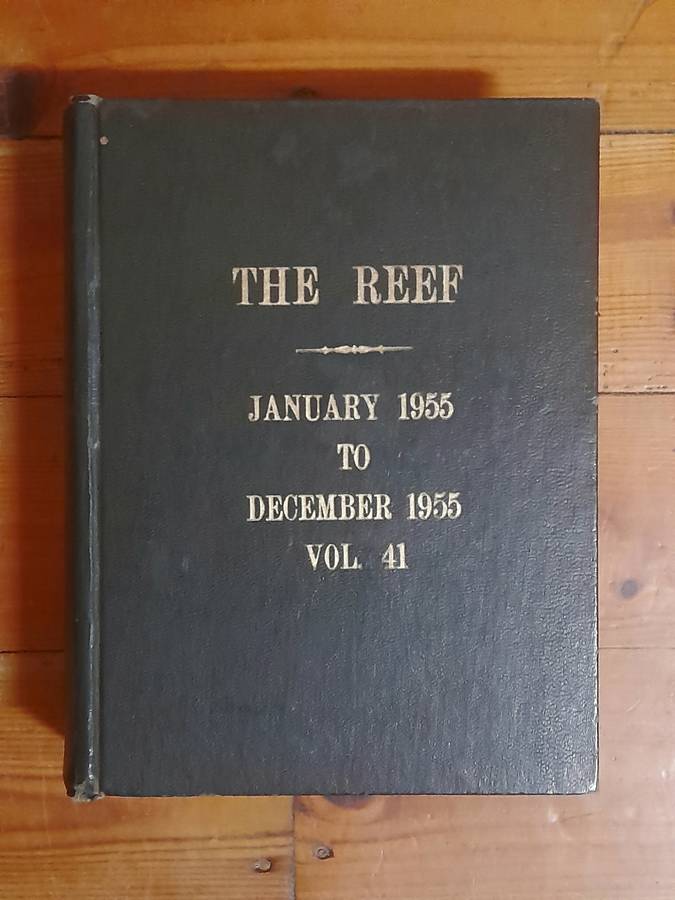 THE REEF
JANUARY 1955
TO
DECEMBER 1955
VOL. 41